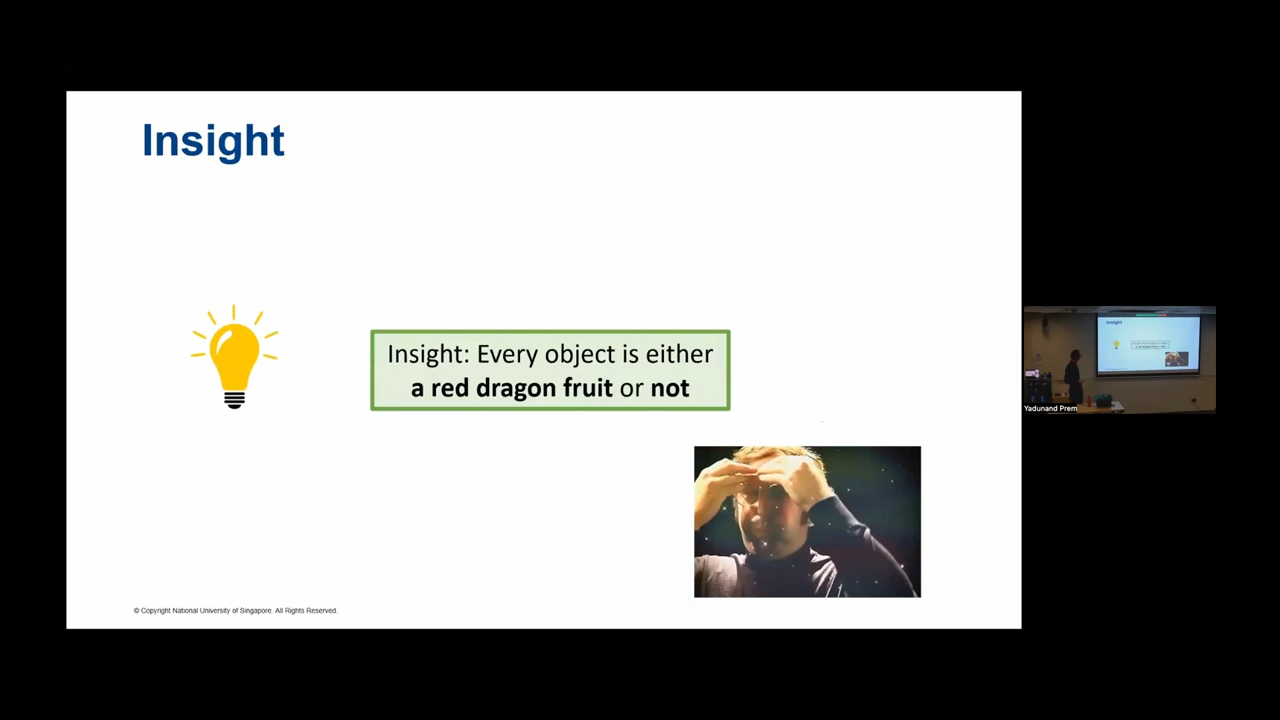 Insight
Insight: Every object is either
a red dragon fruit or not
© Copyright National University of Singapore. All Rights Reserved.
Insight
Yadunand Prem